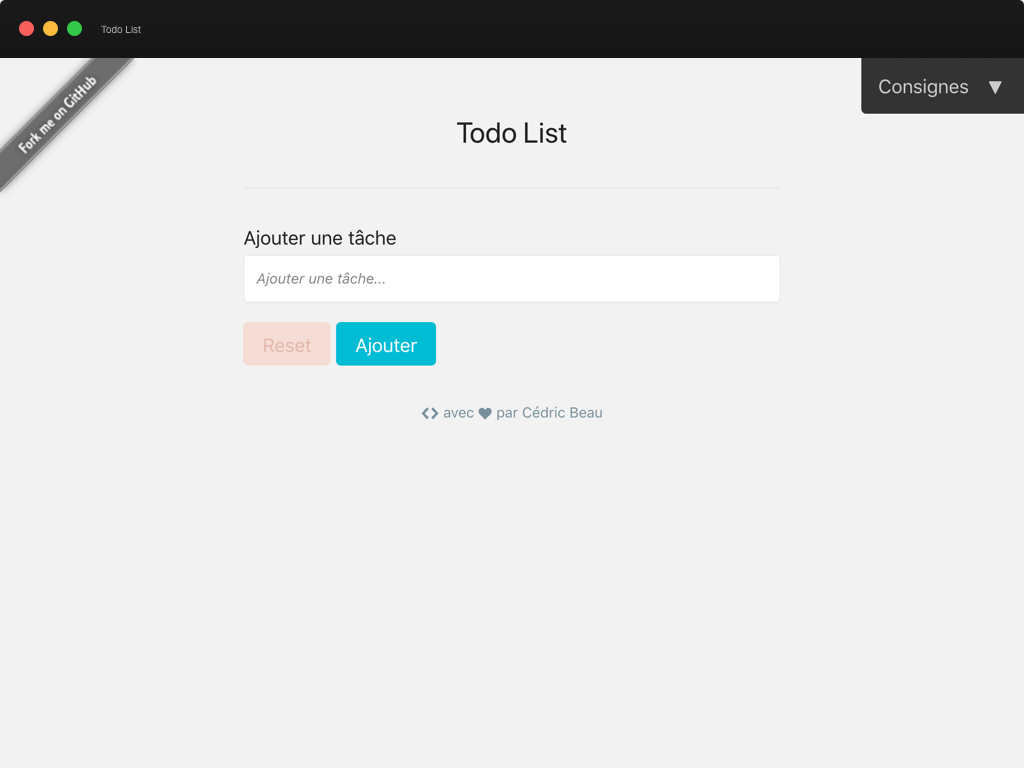 Todo List
Fork me on GitHub
Consignes ▼
Todo List
Ajouter une tâche
Ajouter une tâche...
Reset Ajouter
<> avec ♥ par Cédric Beau